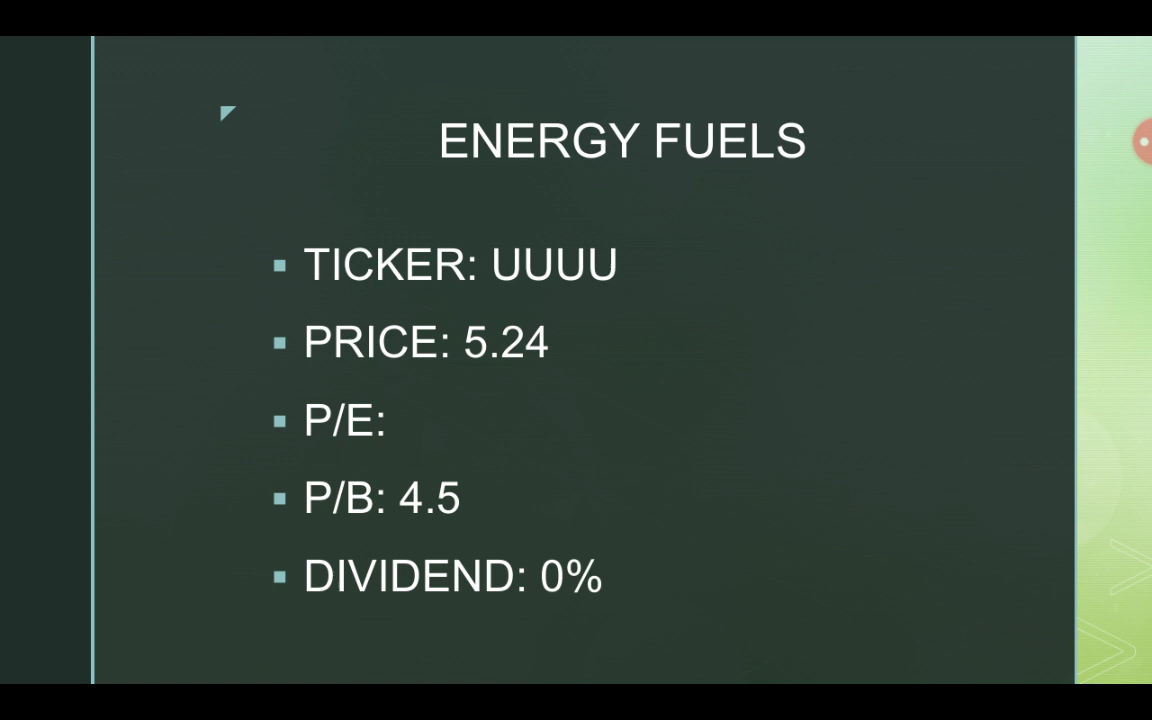 ENERGY FUELS
TICKER: UUUU
PRICE: 5.24
P/E:
P/B: 4.5
DIVIDEND: 0%